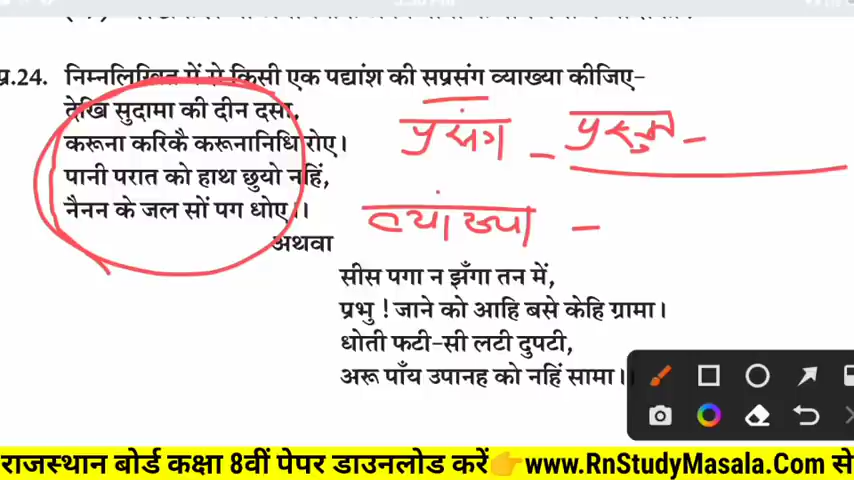 प्र.24. निम्नलिखित में से किसी एक पद्यांश की सप्रसंग व्याख्या कीजिए–
देखि सुदामा की दीन दसा,
करूना करिकै करूनानिधि रोए।
प्रसंग – प्रस्तुत –
पानी परात को हाथ छुयो नहिं,
नैनन के जल सों पग धोए।।
व्याख्या –
अथवा
सीस पगा न झँगा तन में,
प्रभु ! जाने को आहि बसे केहि ग्रामा।
धोती फटी-सी लटी दुपटी,
अरू पाँय उपानह को नहिं सामा।।
राजस्थान बोर्ड कक्षा 8वीं पेपर डाउनलोड करें👉www.RnStudyMasala.Com से